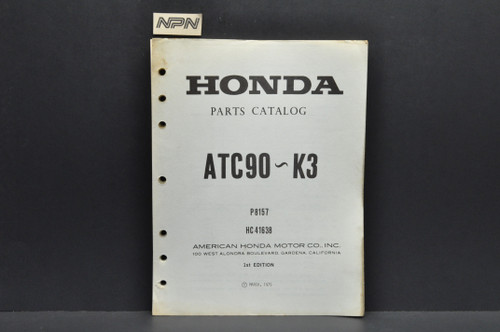 NPN
HONDA
PARTS CATALOG
ATC90~K3
P8157
HC41638
AMERICAN HONDA MOTOR CO., INC.
100 WEST ALONDRA BOULEVARD, GARDENA, CALIFORNIA
1st EDITION